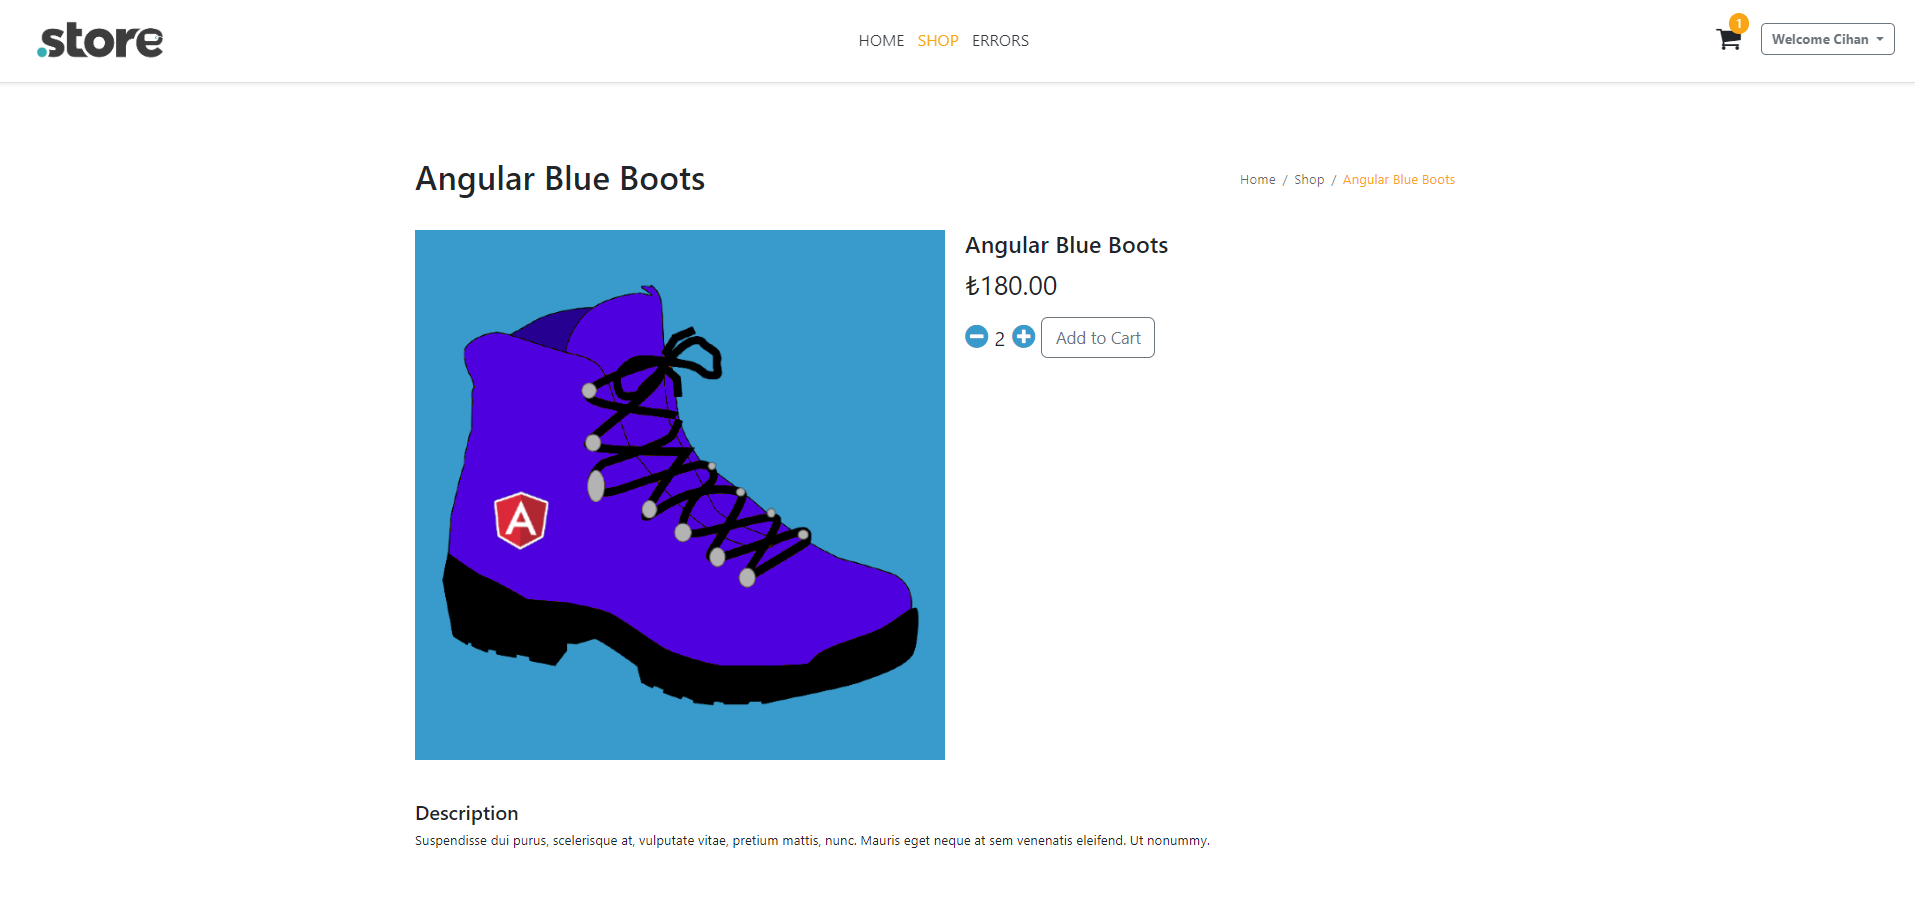 .store
HOME SHOP ERRORS
1
Welcome Cihan
Angular Blue Boots
Home / Shop / Angular Blue Boots
Angular Blue Boots
₺180.00
2 Add to Cart
A
Description
Suspendisse dui purus, scelerisque at, vulputate vitae, pretium mattis, nunc. Mauris eget neque at sem venenatis eleifend. Ut nonummy.